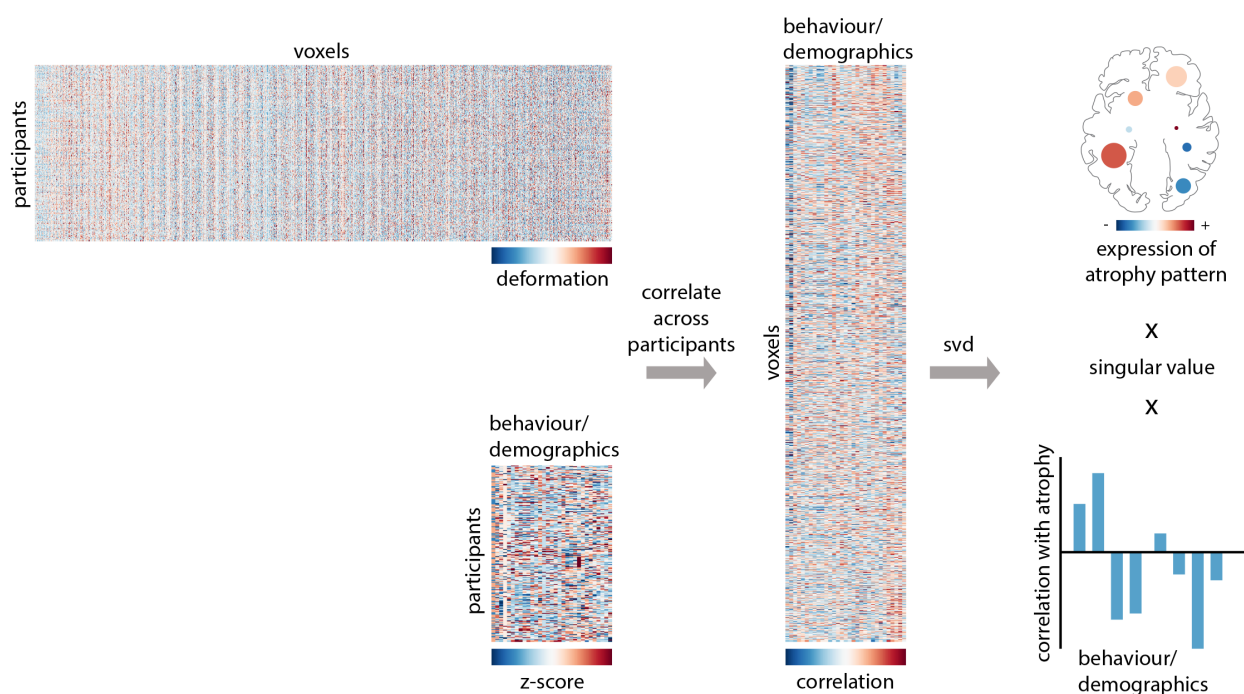 voxels
participants
deformation
behaviour/
demographics
participants
z-score
correlate
across
participants
behaviour/
demographics
voxels
correlation
svd
- +
expression of
atrophy pattern
x
singular value
x
correlation with atrophy
behaviour/
demographics